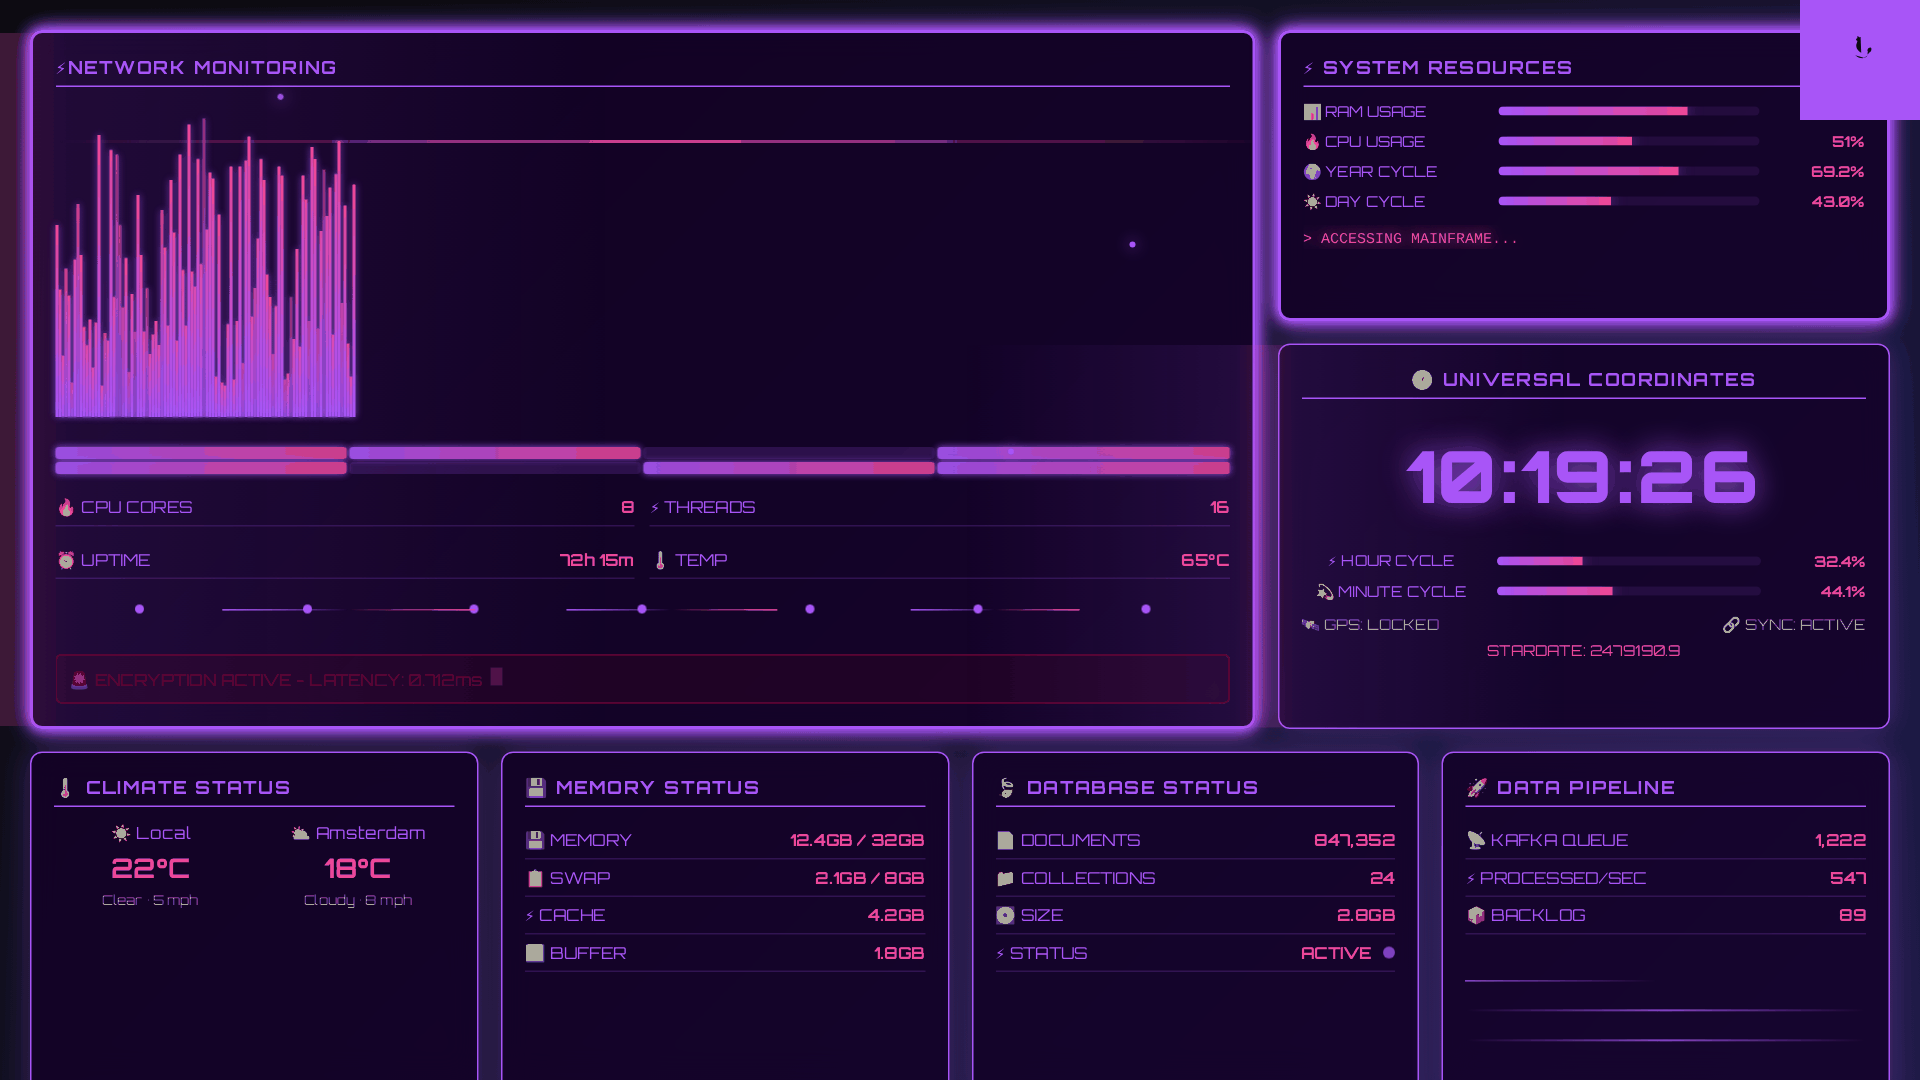 NETWORK MONITORING
CPU CORES 8
THREADS 16
UPTIME 72h 15m
TEMP 65°C
ENCRYPTION ACTIVE - LATENCY: 0.712ms
SYSTEM RESOURCES
RAM USAGE
CPU USAGE 51%
YEAR CYCLE 69.2%
DAY CYCLE 43.0%
> ACCESSING MAINFRAME...
UNIVERSAL COORDINATES
10:19:26
HOUR CYCLE 32.4%
MINUTE CYCLE 44.1%
GPS: LOCKED
SYNC: ACTIVE
STARDATE: 2479190.9
CLIMATE STATUS
Local
22°C
Clear · 5 mph
Amsterdam
18°C
Cloudy · 8 mph
MEMORY STATUS
MEMORY 12.4GB / 32GB
SWAP 2.1GB / 8GB
CACHE 4.2GB
BUFFER 1.8GB
DATABASE STATUS
DOCUMENTS 847,352
COLLECTIONS 24
SIZE 2.8GB
STATUS ACTIVE
DATA PIPELINE
KAFKA QUEUE 1,222
PROCESSED/SEC 547
BACKLOG 89